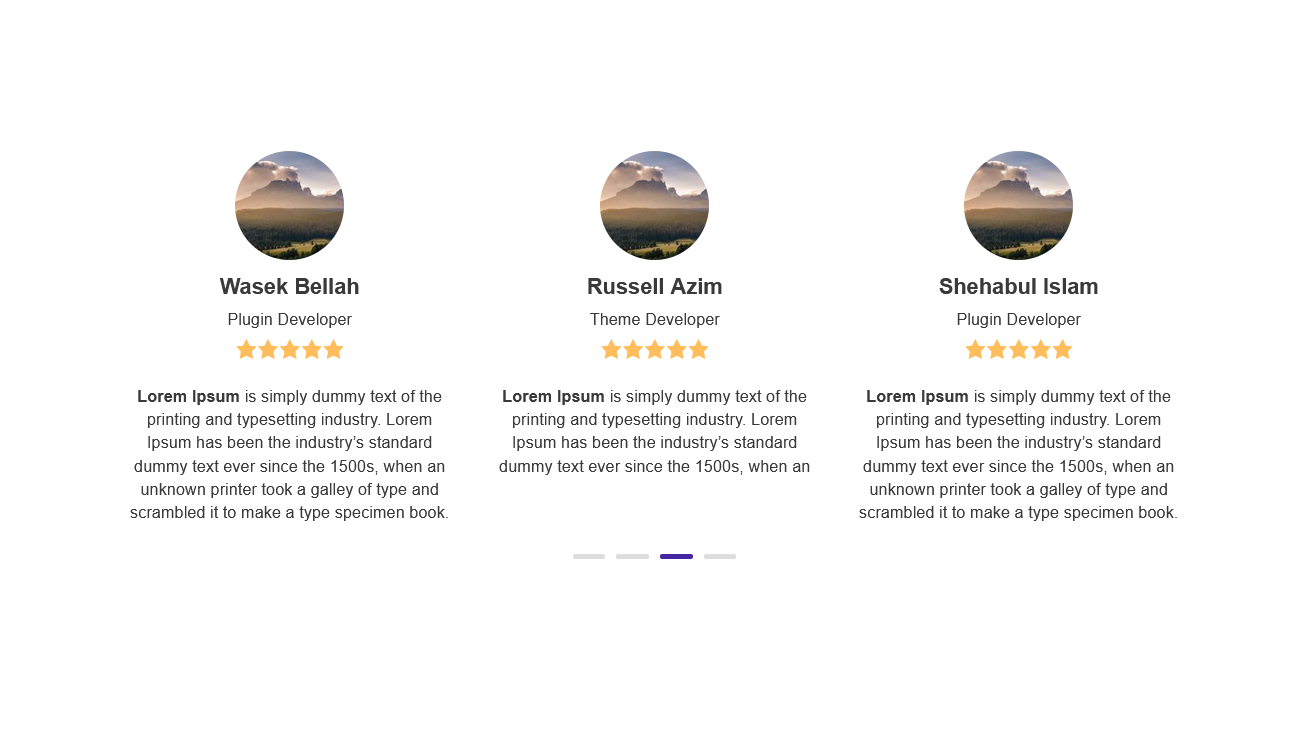 Wasek Bellah
Plugin Developer
Lorem Ipsum is simply dummy text of the
printing and typesetting industry. Lorem
Ipsum has been the industry’s standard
dummy text ever since the 1500s, when an
unknown printer took a galley of type and
scrambled it to make a type specimen book.
Russell Azim
Theme Developer
Lorem Ipsum is simply dummy text of the
printing and typesetting industry. Lorem
Ipsum has been the industry’s standard
dummy text ever since the 1500s, when an
Shehabul Islam
Plugin Developer
Lorem Ipsum is simply dummy text of the
printing and typesetting industry. Lorem
Ipsum has been the industry’s standard
dummy text ever since the 1500s, when an
unknown printer took a galley of type and
scrambled it to make a type specimen book.